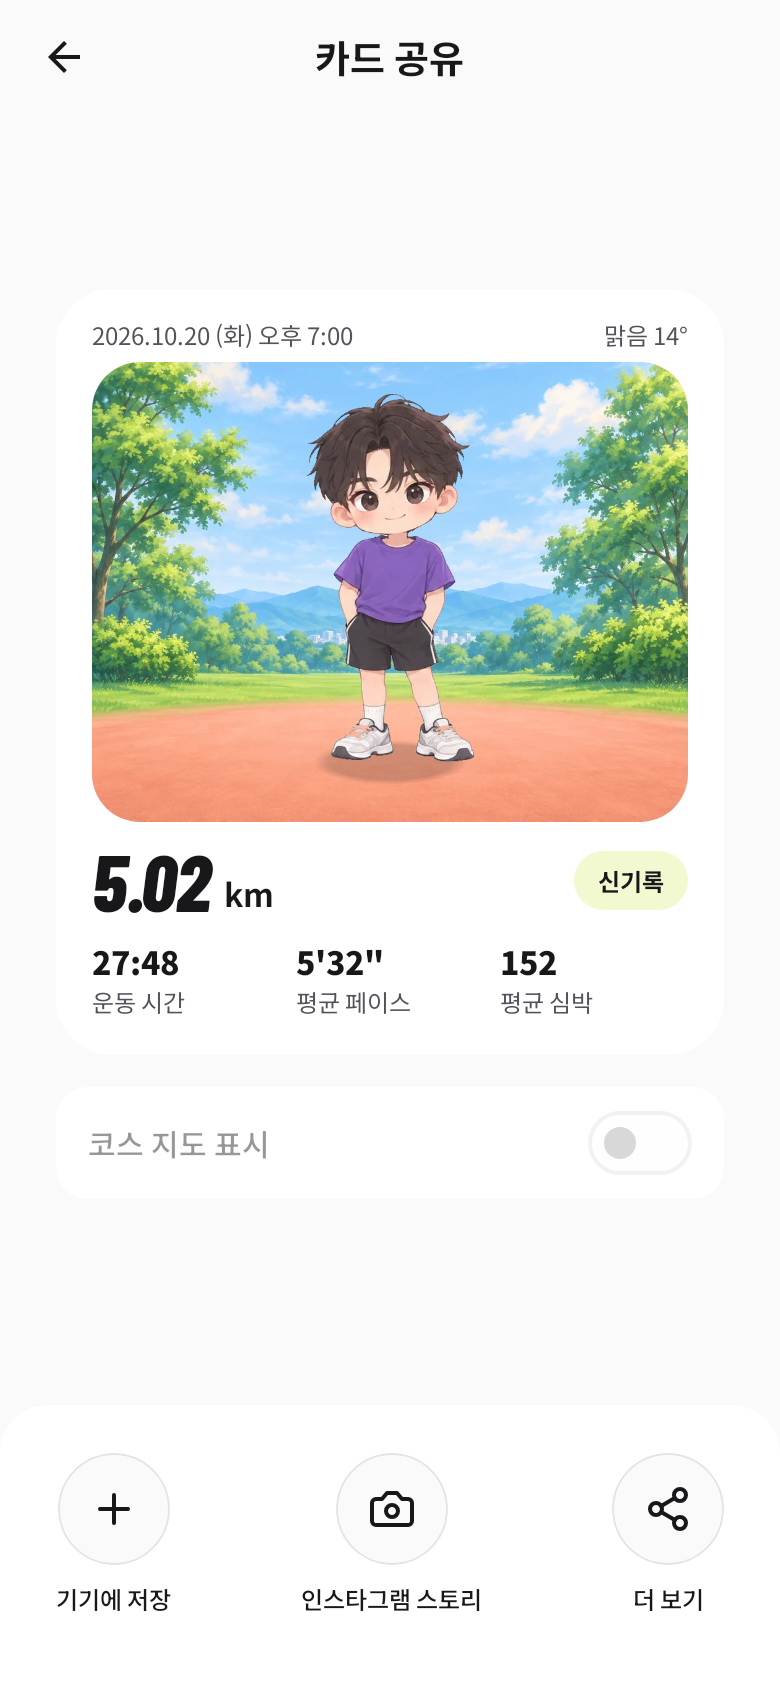 카드 공유
2026.10.20 (화) 오후 7:00 맑음 14°
5.02 km 신기록
27:48 5'32" 152
운동 시간 평균 페이스 평균 심박
코스 지도 표시
기기에 저장 인스타그램 스토리 더 보기